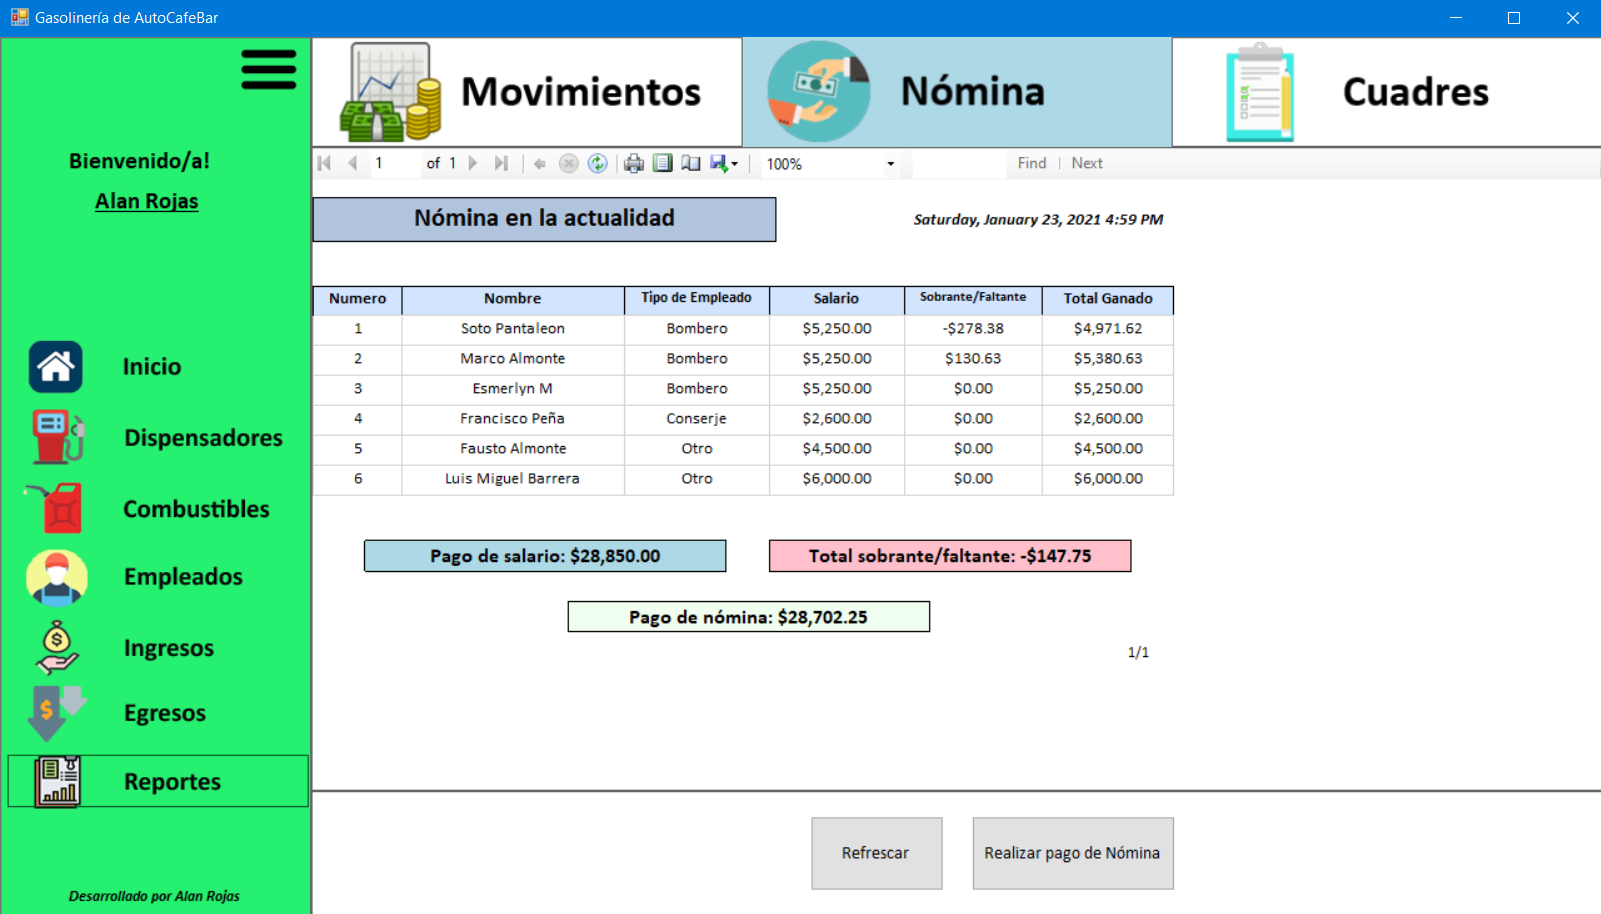 Gasolinería de AutoCafeBar
Bienvenido/a!
Alan Rojas
Inicio
Dispensadores
Combustibles
Empleados
Ingresos
Egresos
Reportes
Desarrollado por Alan Rojas
Movimientos Nómina Cuadres
1 of 1 100% Find Next
Nómina en la actualidad
Saturday, January 23, 2021 4:59 PM
Numero Nombre Tipo de Empleado Salario Sobrante/Faltante Total Ganado
1 Soto Pantaleon Bombero $5,250.00 -$278.38 $4,971.62
2 Marco Almonte Bombero $5,250.00 $130.63 $5,380.63
3 Esmerlyn M Bombero $5,250.00 $0.00 $5,250.00
4 Francisco Peña Conserje $2,600.00 $0.00 $2,600.00
5 Fausto Almonte Otro $4,500.00 $0.00 $4,500.00
6 Luis Miguel Barrera Otro $6,000.00 $0.00 $6,000.00
Pago de salario: $28,850.00
Total sobrante/faltante: -$147.75
Pago de nómina: $28,702.25
1/1
Refrescar
Realizar pago de Nómina